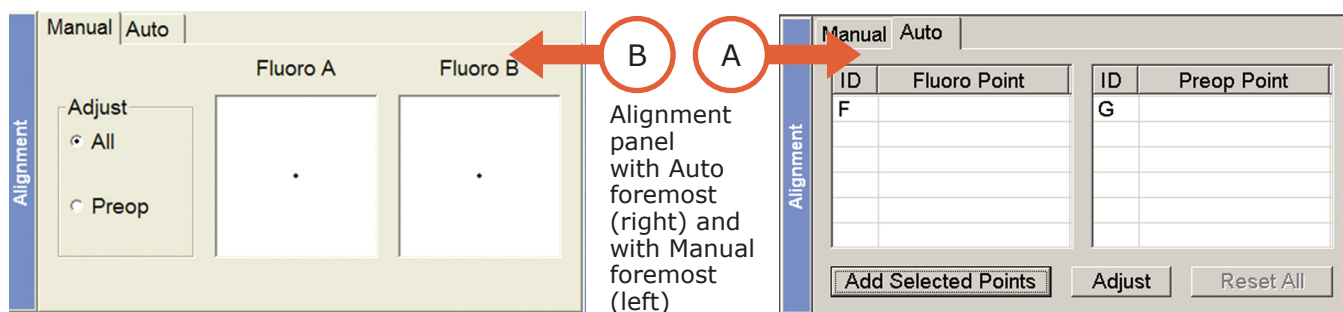 Manual Auto
Fluoro A Fluoro B
Adjust
All
Preop
Alignment
B A
Alignment
panel
with Auto
foremost
(right) and
with Manual
foremost
(left)
Manual Auto
ID Fluoro Point ID Preop Point
F G
Alignment
Add Selected Points Adjust Reset All